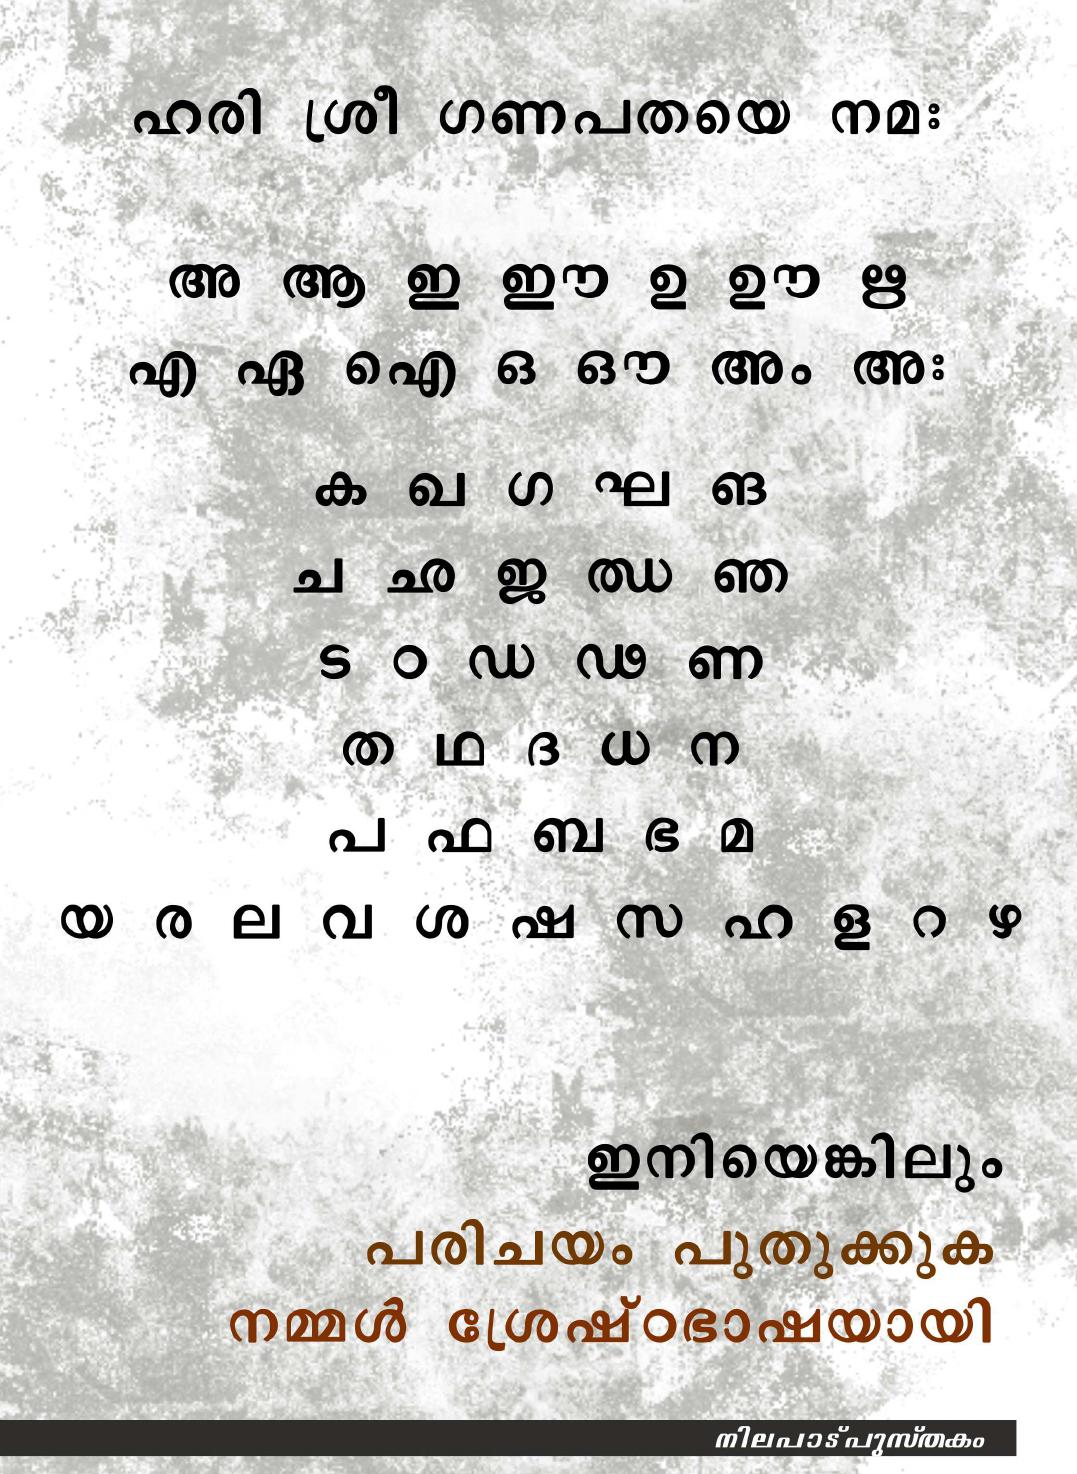 ഹരി ശ്രീ ഗണപതയെ നമഃ
അ ആ ഇ ഈ ഉ ഊ ഋ
എ ഏ ഐ ഒ ഔ അം അഃ
ക ഖ ഗ ഘ ങ
ച ഛ ജ ഝ ഞ
ട ഠ ഡ ഢ ണ
ത ഥ ദ ധ ന
പ ഫ ബ ഭ മ
യ ര ല വ ശ ഷ സ ഹ ള റ ഴ
ഇനിയെങ്കിലും
പരിചയം പുതുക്കുക
നമ്മൾ ശ്രേഷ്ഠഭാഷയായി
നിലപാട്പുസ്തകം